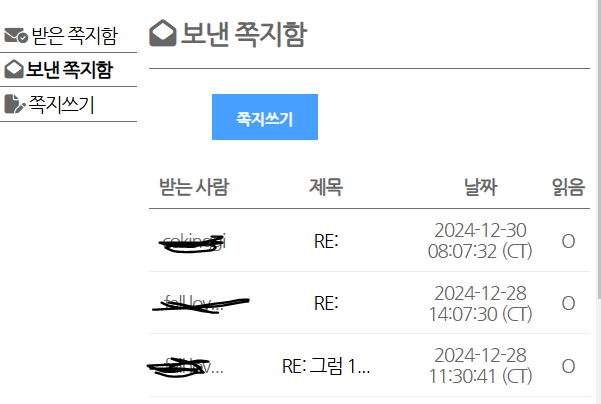 받은 쪽지함
보낸 쪽지함
쪽지쓰기
보낸 쪽지함
쪽지쓰기
받는 사람 제목 날짜 읽음
RE: 2024-12-30 08:07:32 (CT) O
RE: 2024-12-28 14:07:30 (CT) O
RE: 그럼 1... 2024-12-28 11:30:41 (CT) O